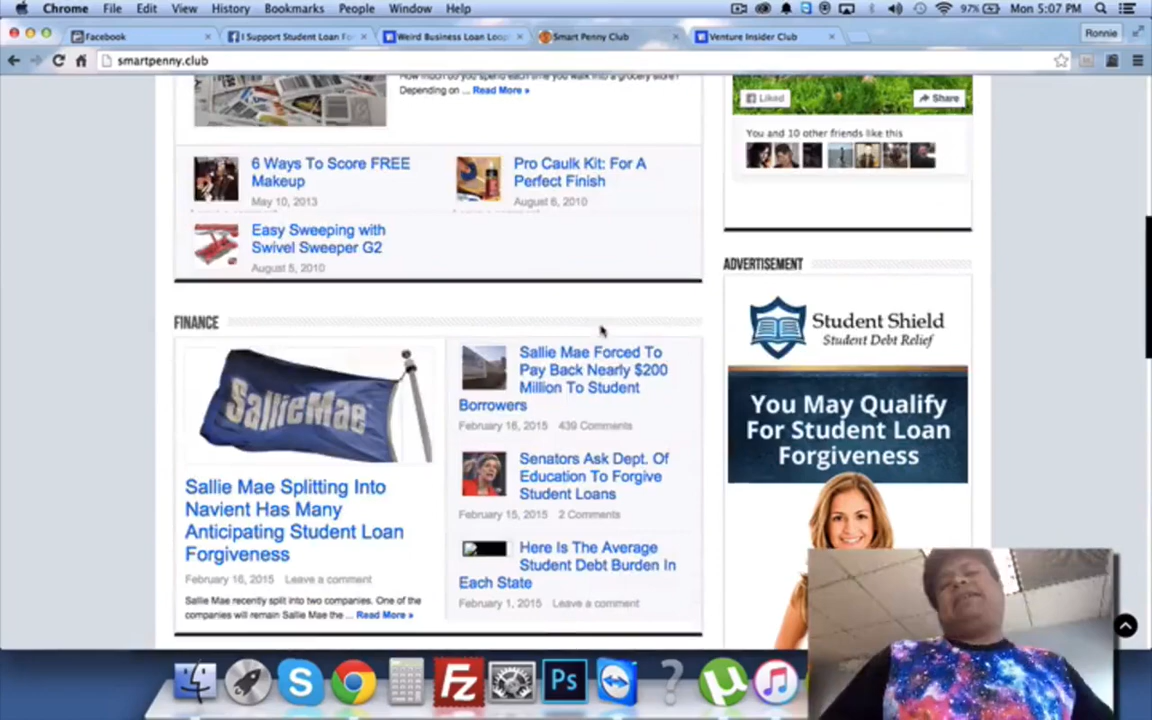 Chrome File Edit View History Bookmarks People Window Help 97% Mon 5:07 PM
Facebook I Support Student Loan Fo Weird Business Loan Loop Smart Penny Club Venture Insider Club Ronnie
smartpenny.club
How much do you spend each time you walk into a grocery store?
Depending on ... Read More »
Liked Share
You and 10 other friends like this
6 Ways To Score FREE
Makeup
May 10, 2013
Pro Caulk Kit: For A
Perfect Finish
August 6, 2010
Easy Sweeping with
Swivel Sweeper G2
August 5, 2010
ADVERTISEMENT
Student Shield
Student Debt Relief
You May Qualify
For Student Loan
Forgiveness
FINANCE
SallieMae
Sallie Mae Splitting Into
Navient Has Many
Anticipating Student Loan
Forgiveness
February 16, 2015 Leave a comment
Sallie Mae recently split into two companies. One of the
companies will remain Sallie Mae the ... Read More »
Sallie Mae Forced To
Pay Back Nearly $200
Million To Student
Borrowers
February 16, 2015 439 Comments
Senators Ask Dept. Of
Education To Forgive
Student Loans
February 15, 2015 2 Comments
Here Is The Average
Student Debt Burden In
Each State
February 1, 2015 Leave a comment
Fz
Ps
?